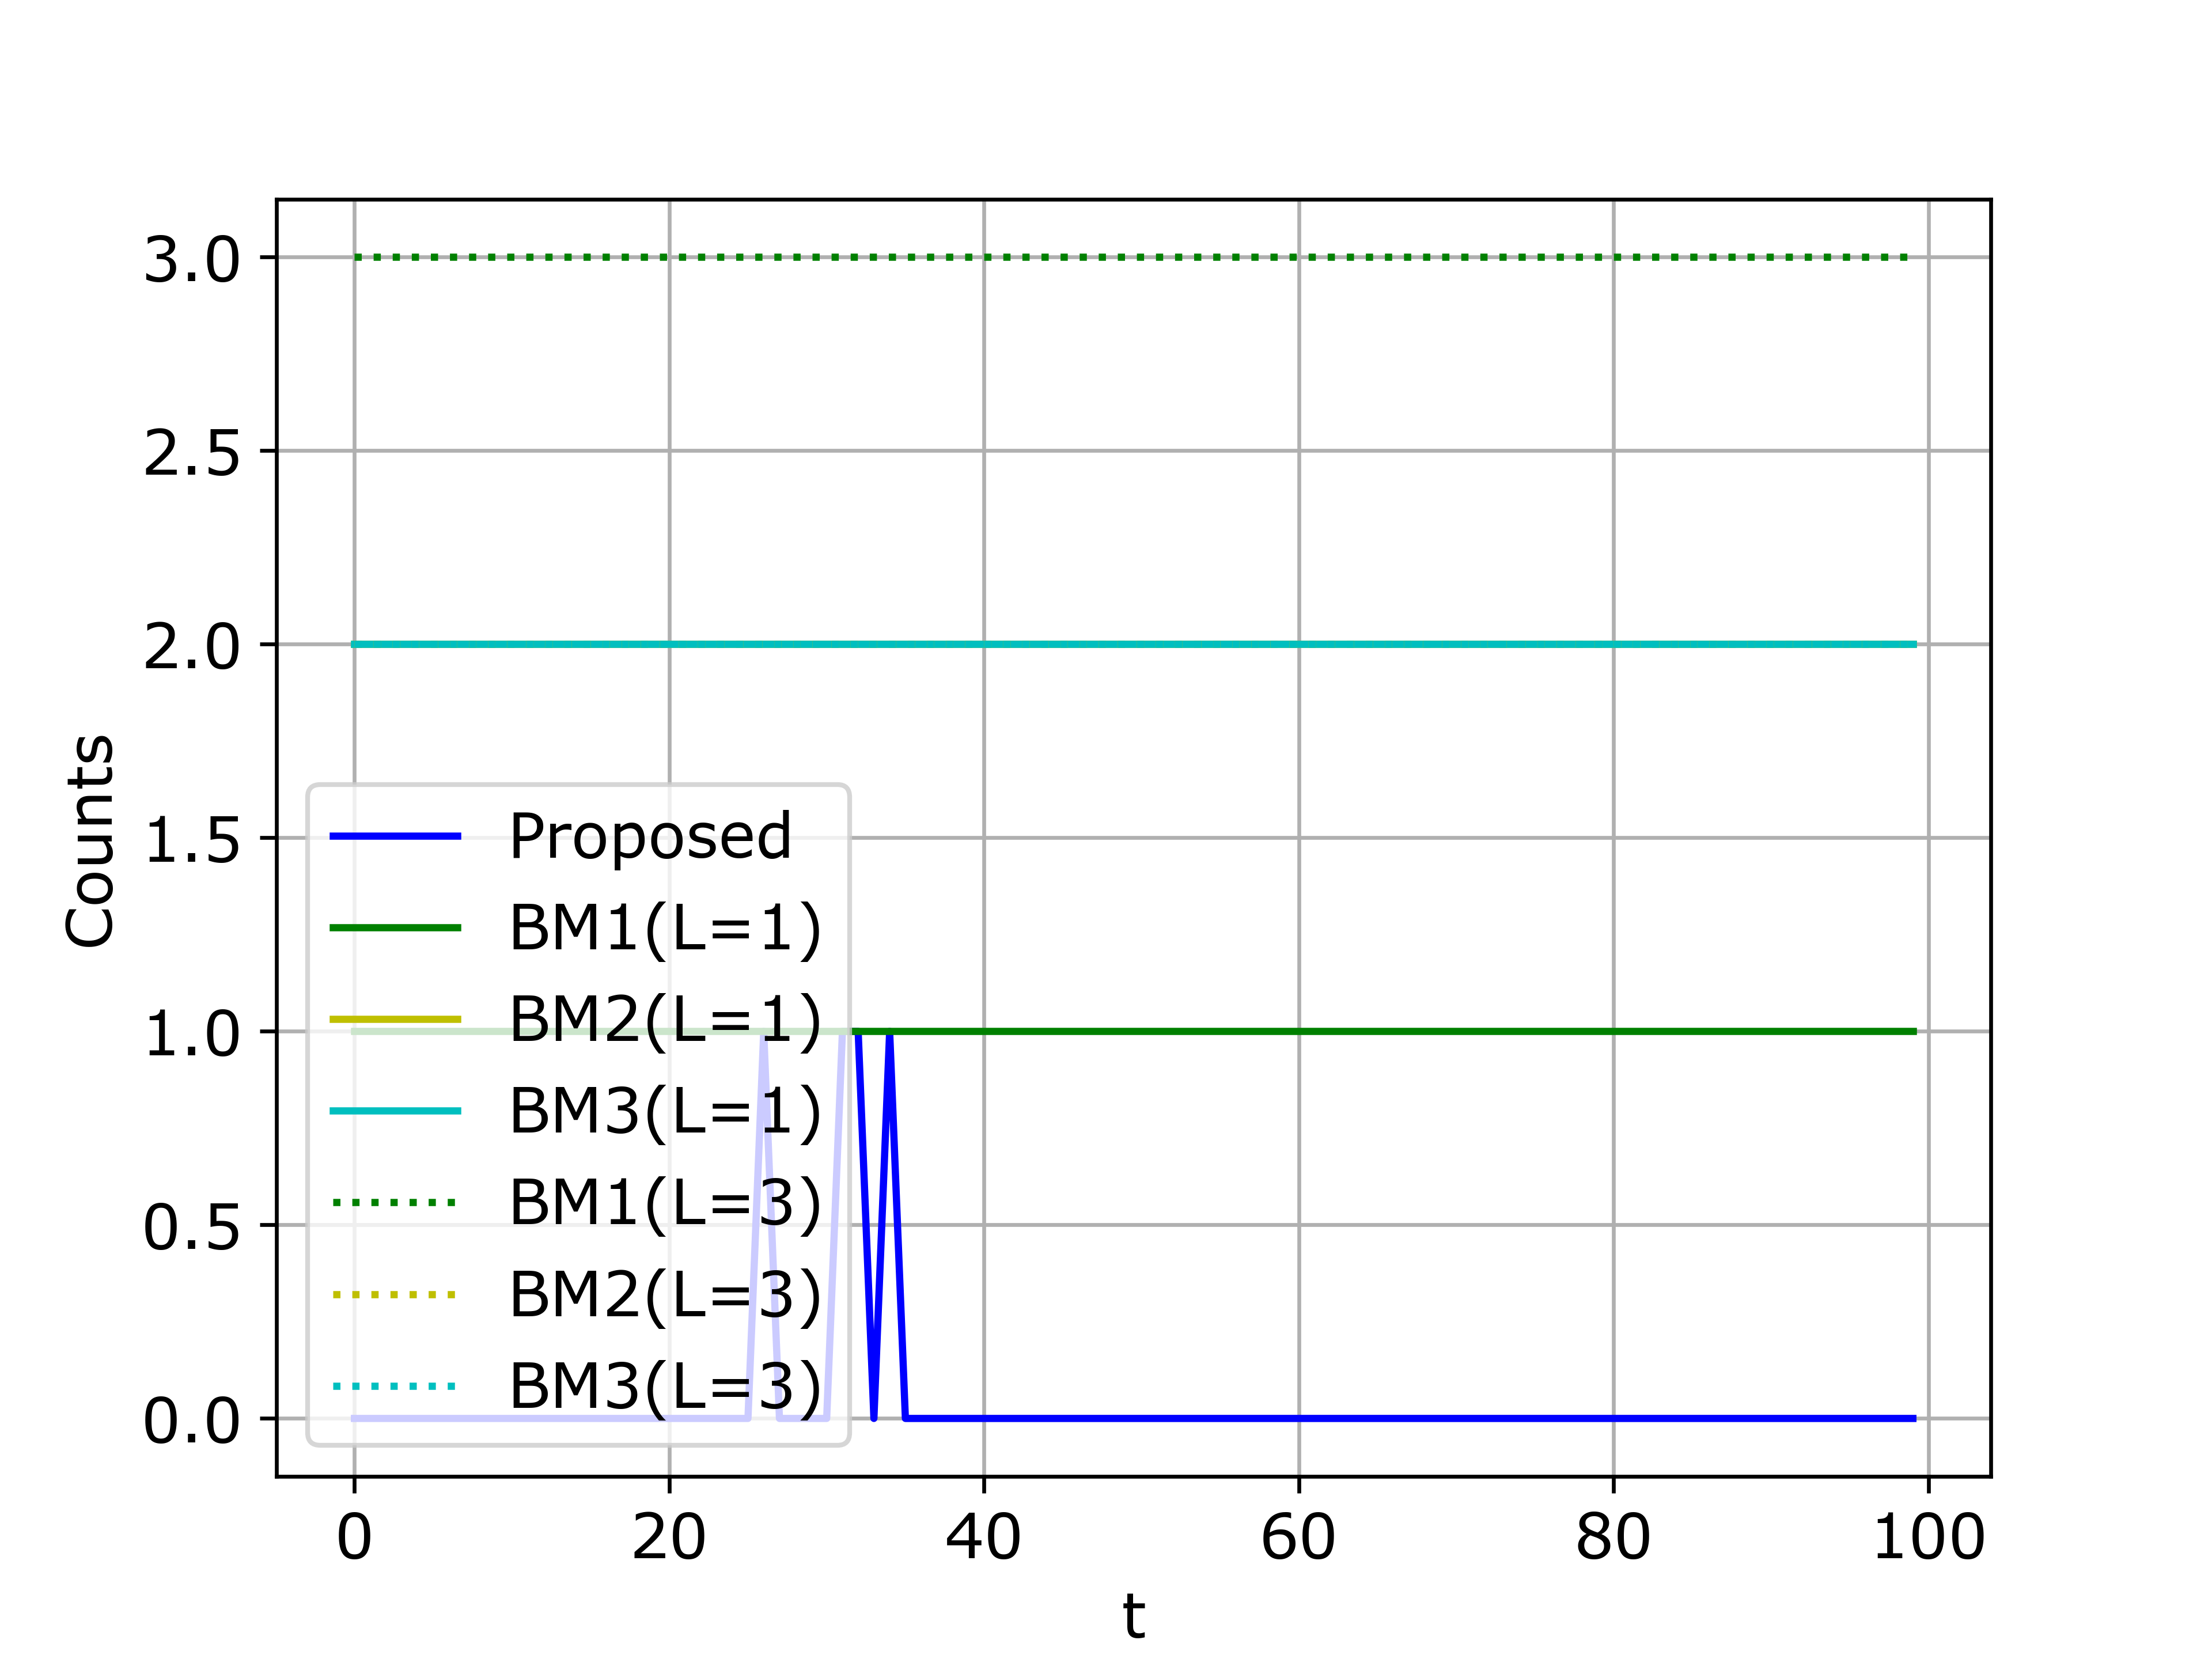 3.0
2.5
2.0
1.5
1.0
0.5
0.0
Counts
Proposed
BM1(L=1)
BM2(L=1)
BM3(L=1)
BM1(L=3)
BM2(L=3)
BM3(L=3)
0 20 40 60 80 100
t